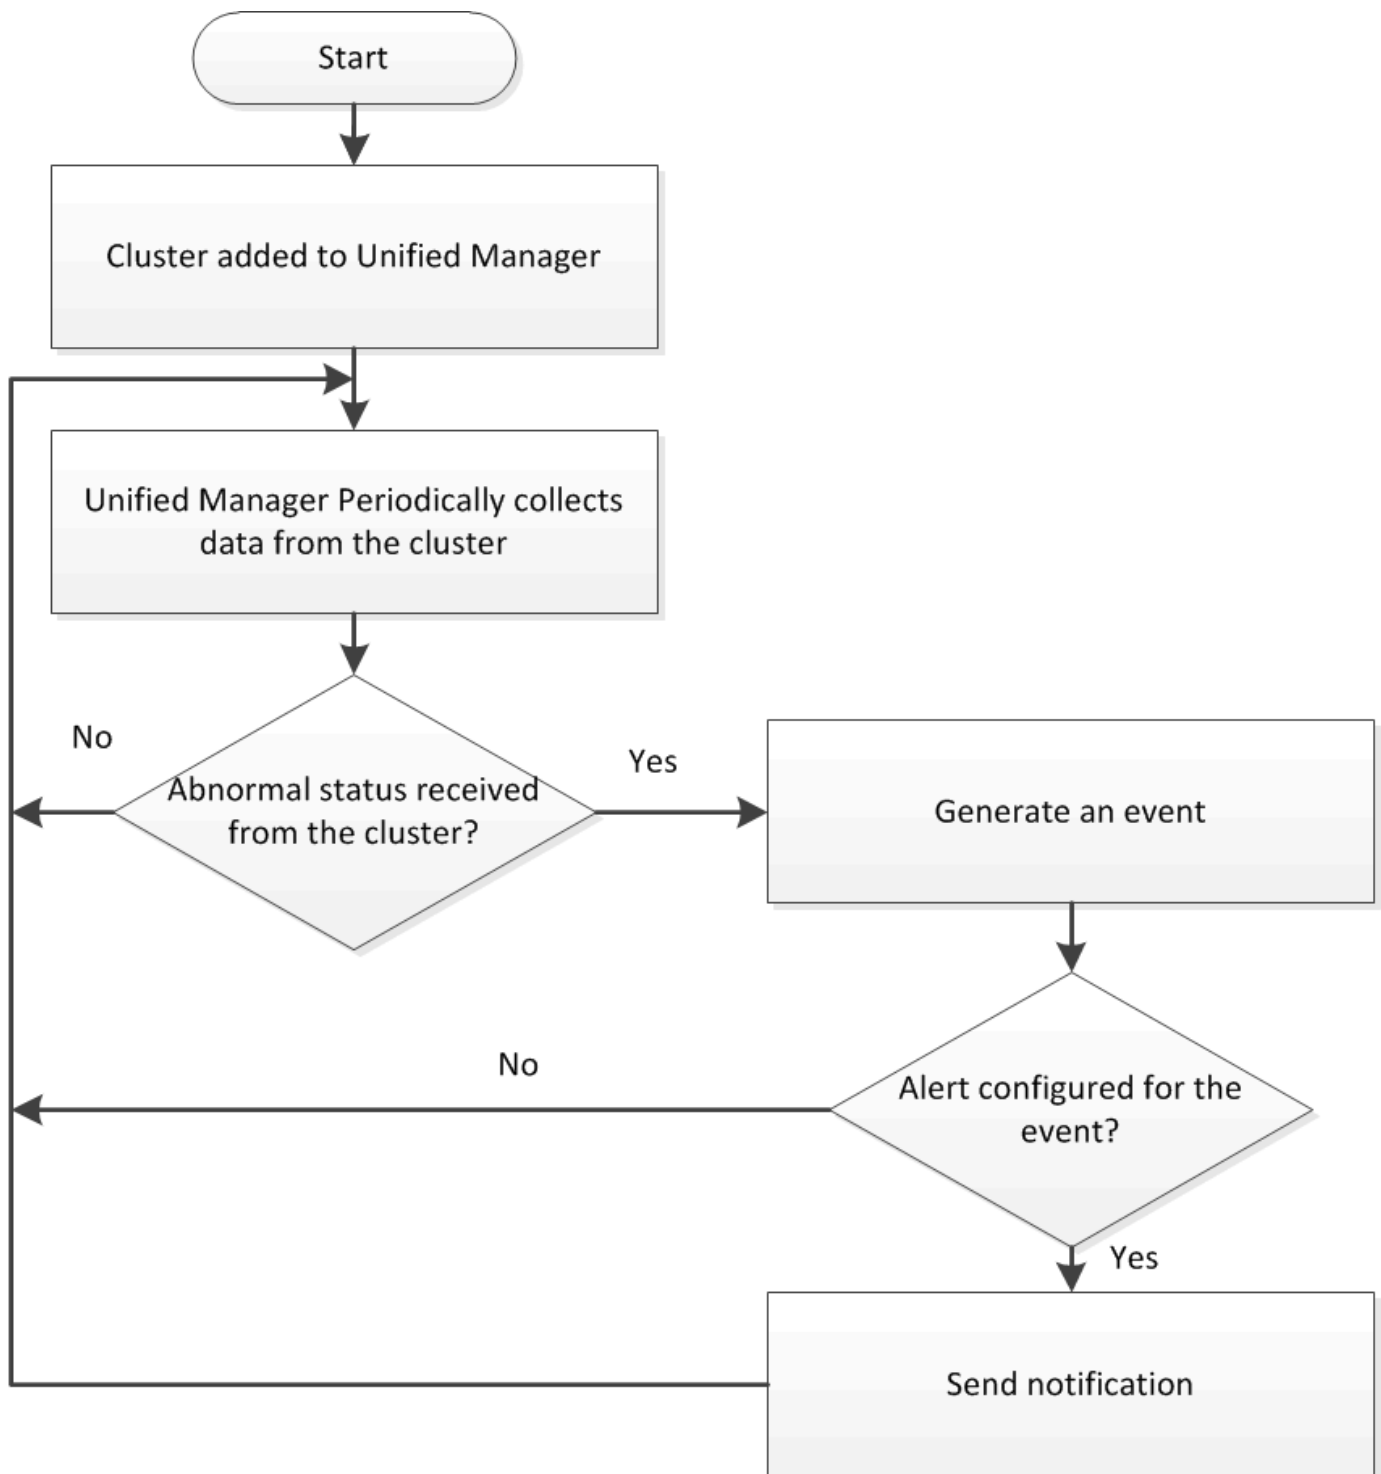 Start
Cluster added to Unified Manager
Unified Manager Periodically collects
data from the cluster
No
Yes
Abnormal status received
from the cluster?
Generate an event
No
Alert configured for the
event?
Yes
Send notification